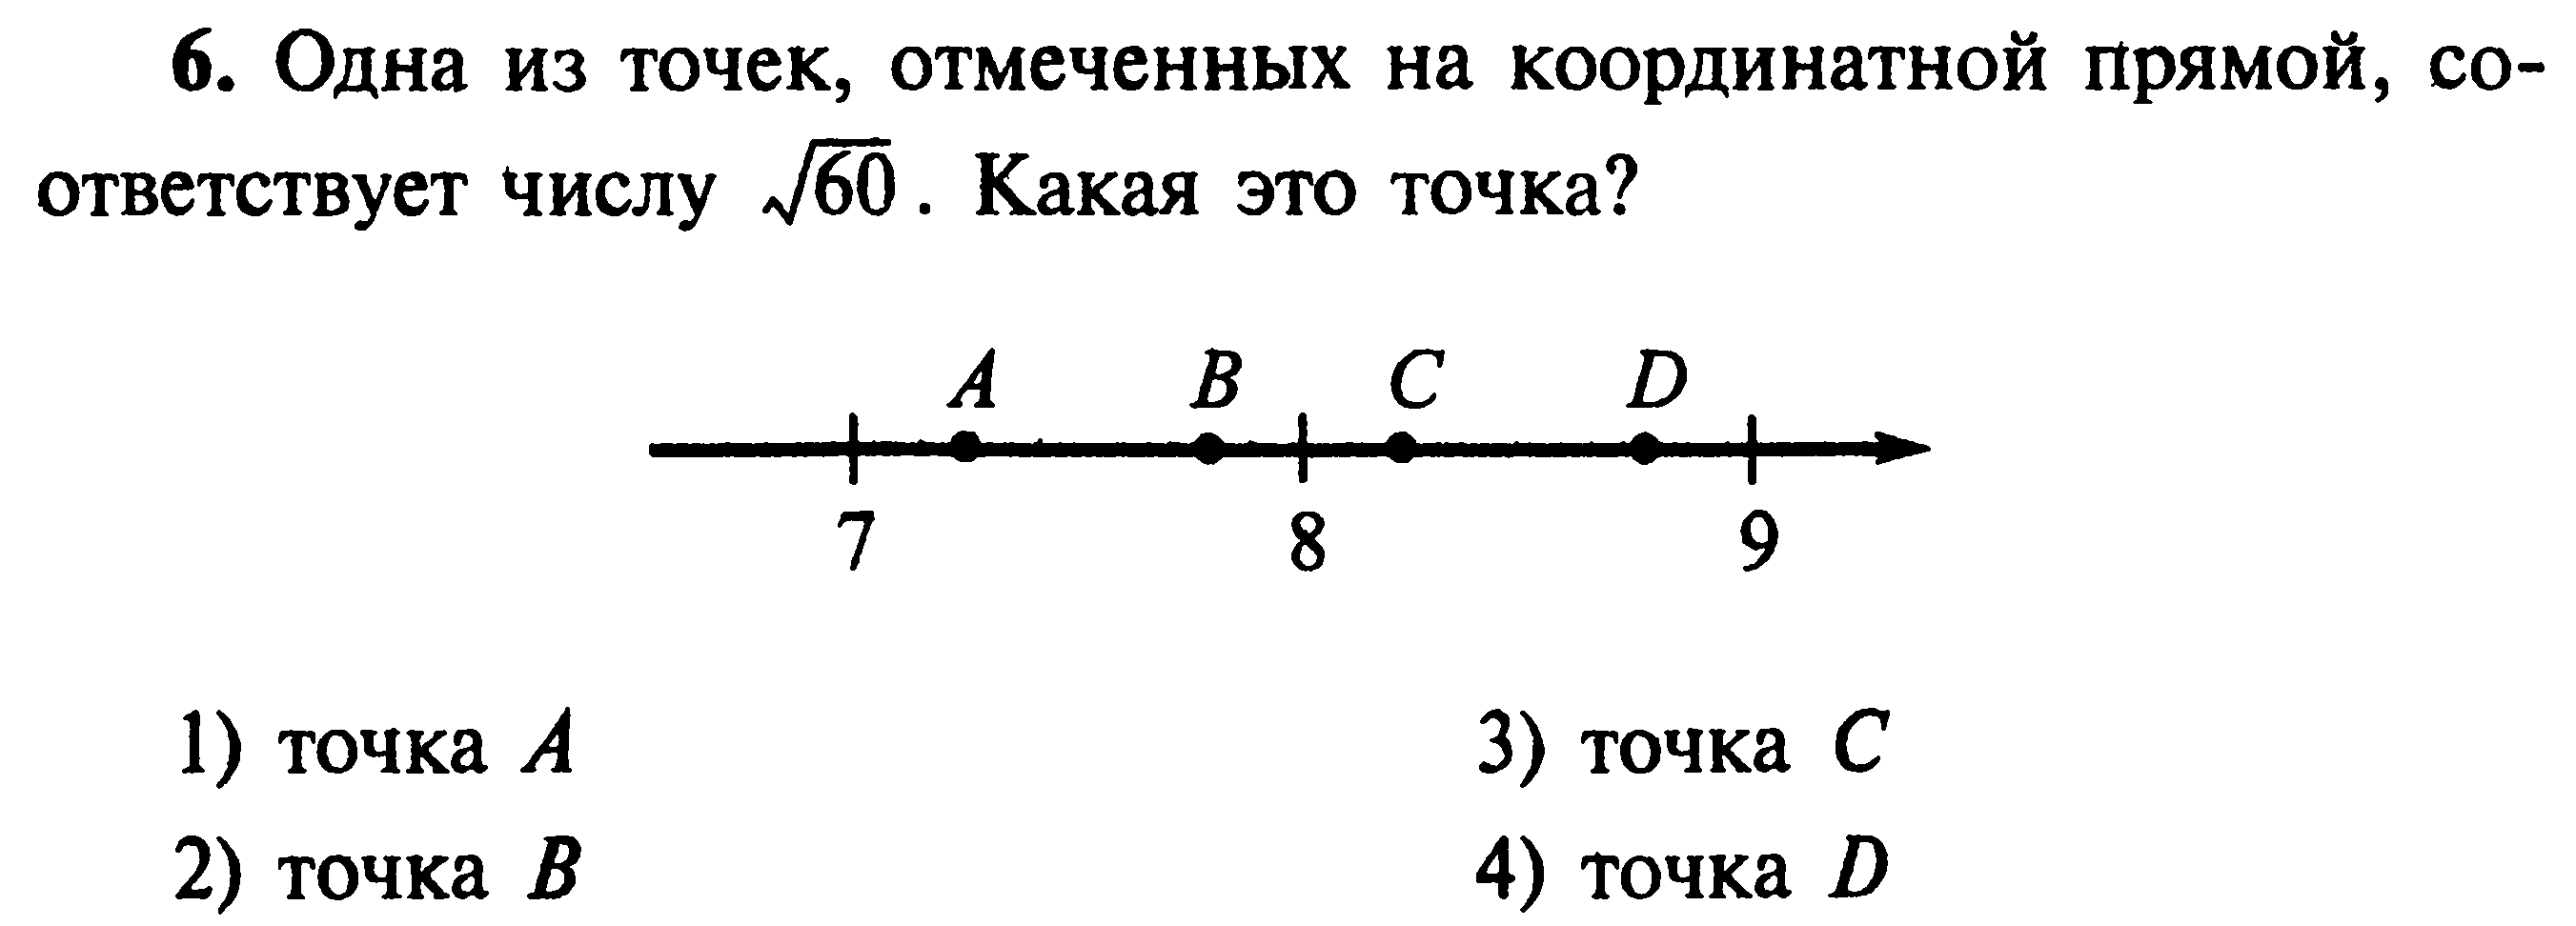 6. Одна из точек, отмеченных на координатной прямой, со-
ответствует числу √60. Какая это точка?
A B C D
7 8 9
1) точка A
3) точка C
2) точка B
4) точка D